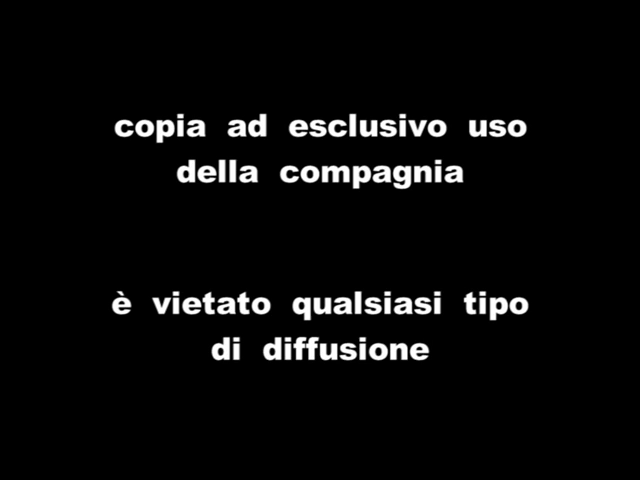 copia ad esclusivo uso
della compagnia
è vietato qualsiasi tipo
di diffusione